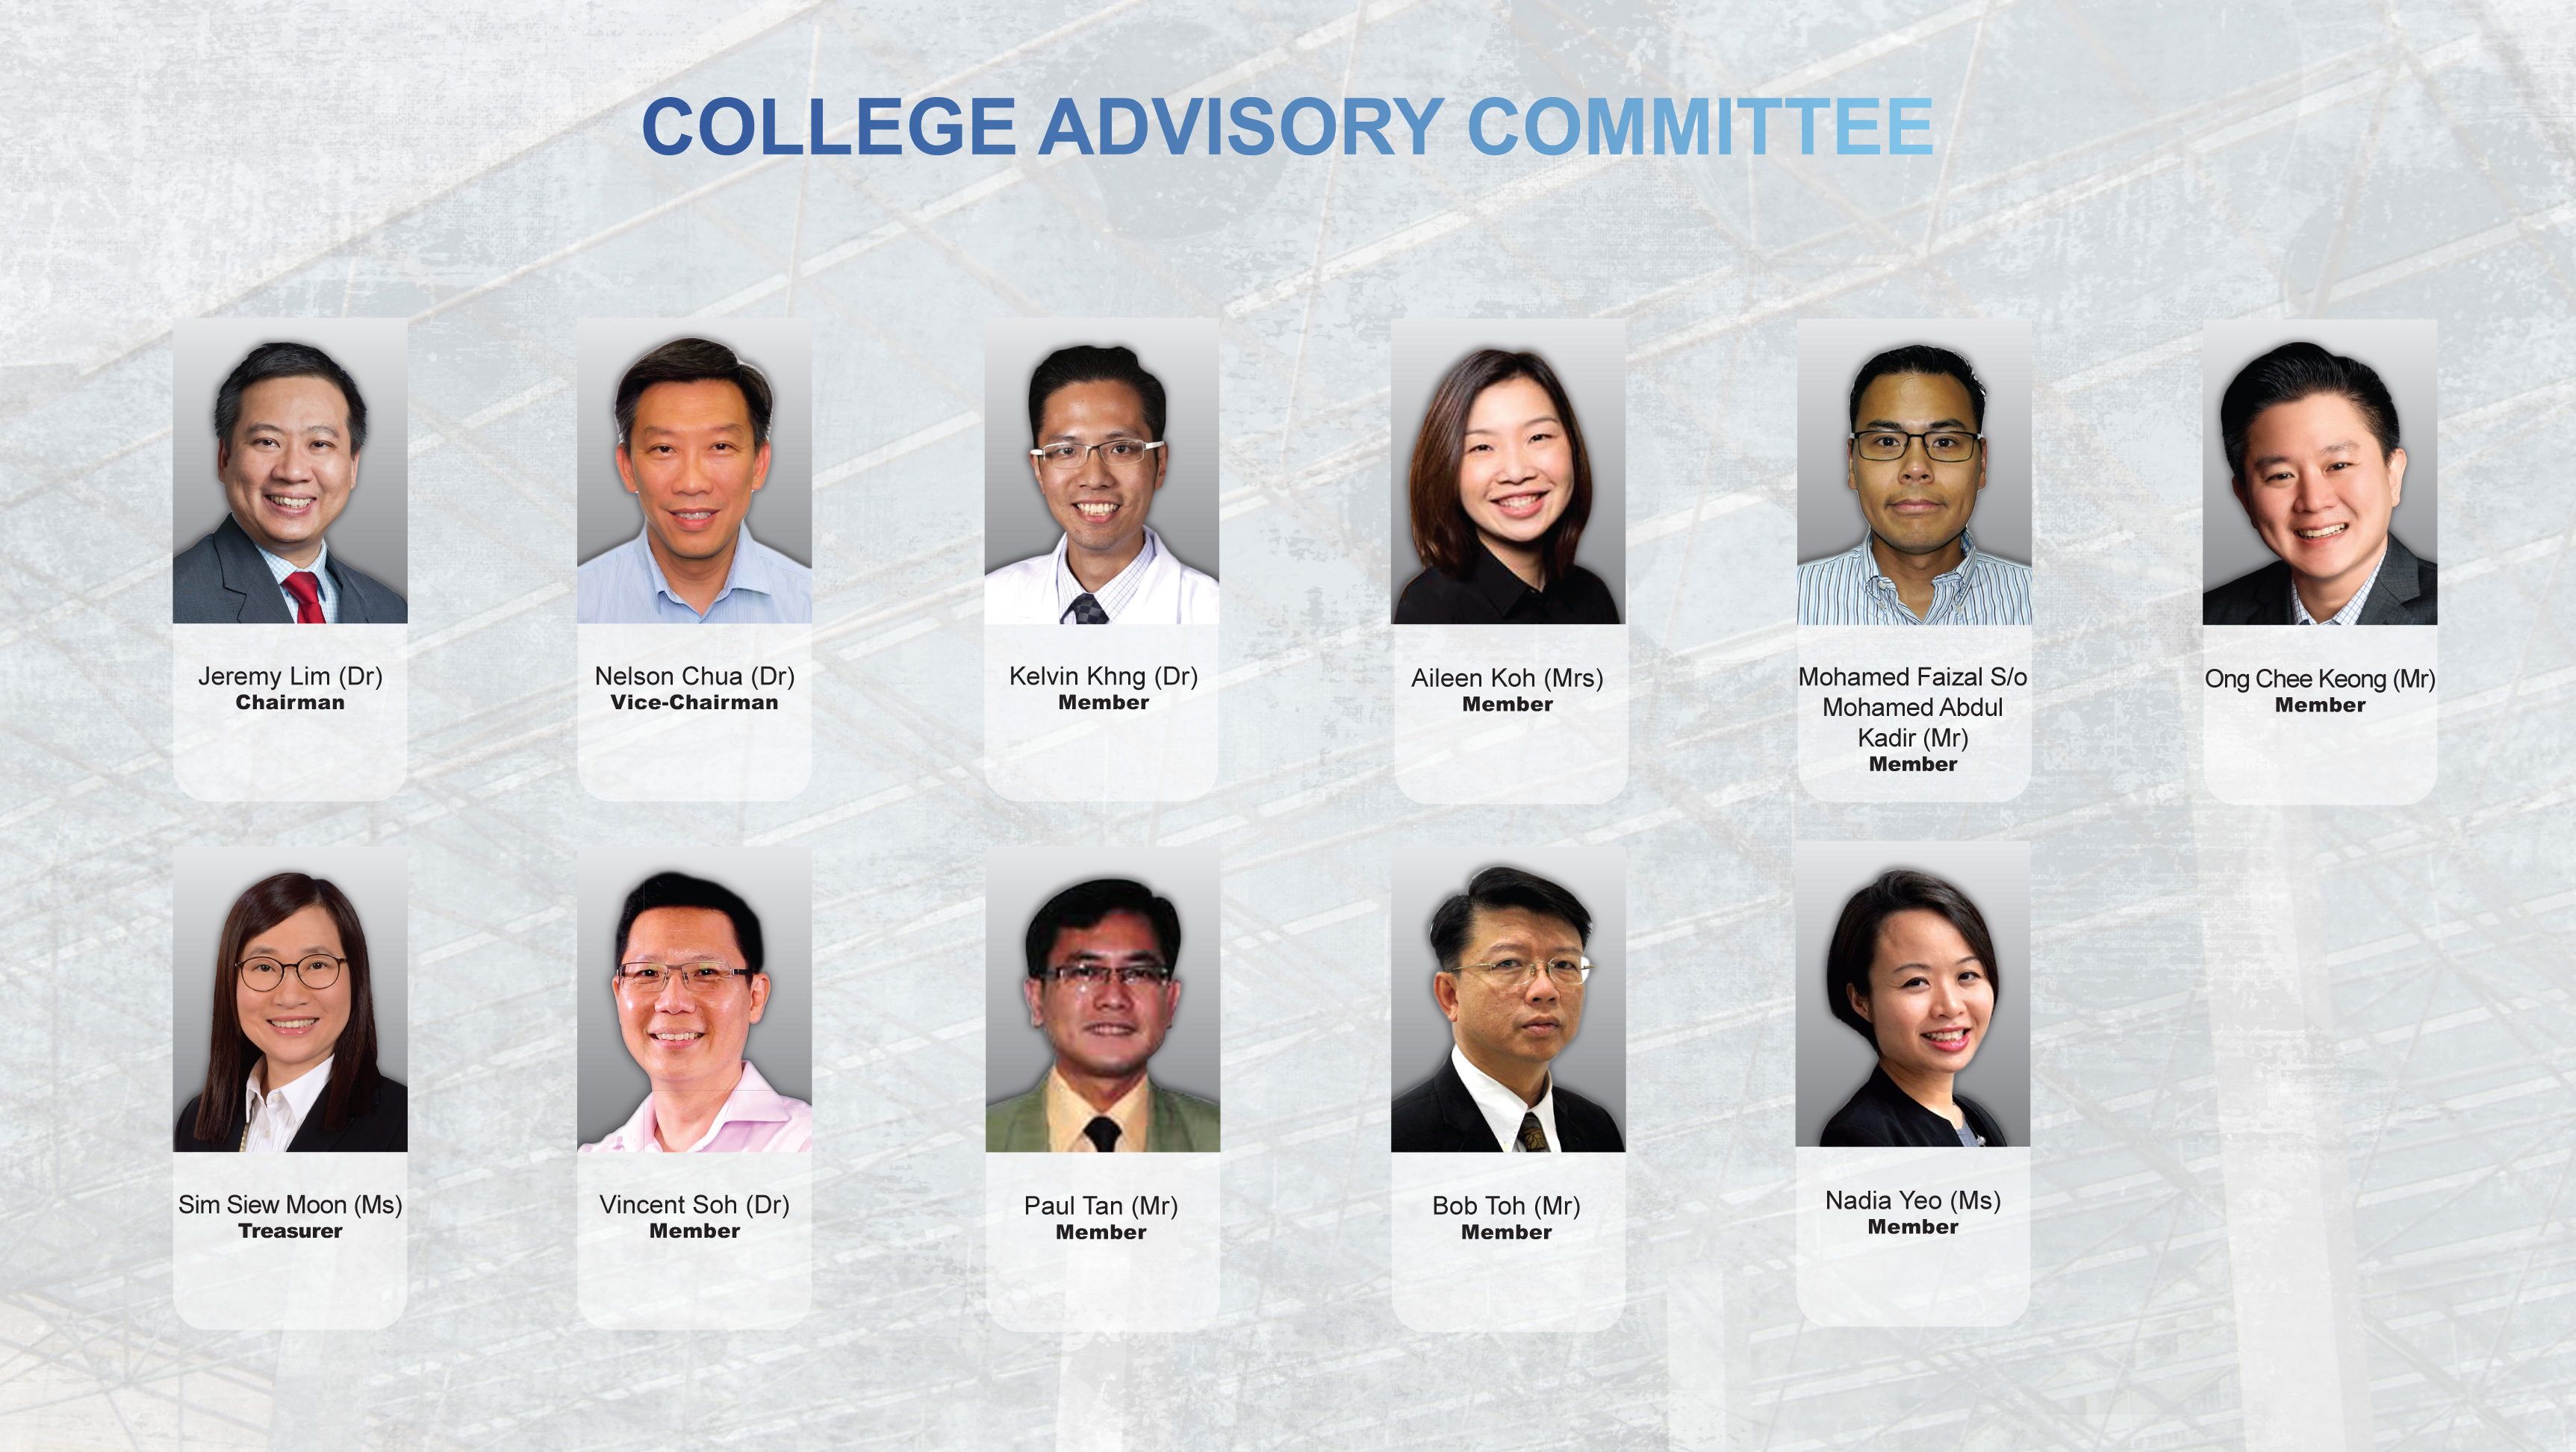 COLLEGE ADVISORY COMMITTEE
Jeremy Lim (Dr)
Chairman
Nelson Chua (Dr)
Vice-Chairman
Kelvin Khng (Dr)
Member
Aileen Koh (Mrs)
Member
Mohamed Faizal S/o
Mohamed Abdul
Kadir (Mr)
Member
Ong Chee Keong (Mr)
Member
Sim Siew Moon (Ms)
Treasurer
Vincent Soh (Dr)
Member
Paul Tan (Mr)
Member
Bob Toh (Mr)
Member
Nadia Yeo (Ms)
Member